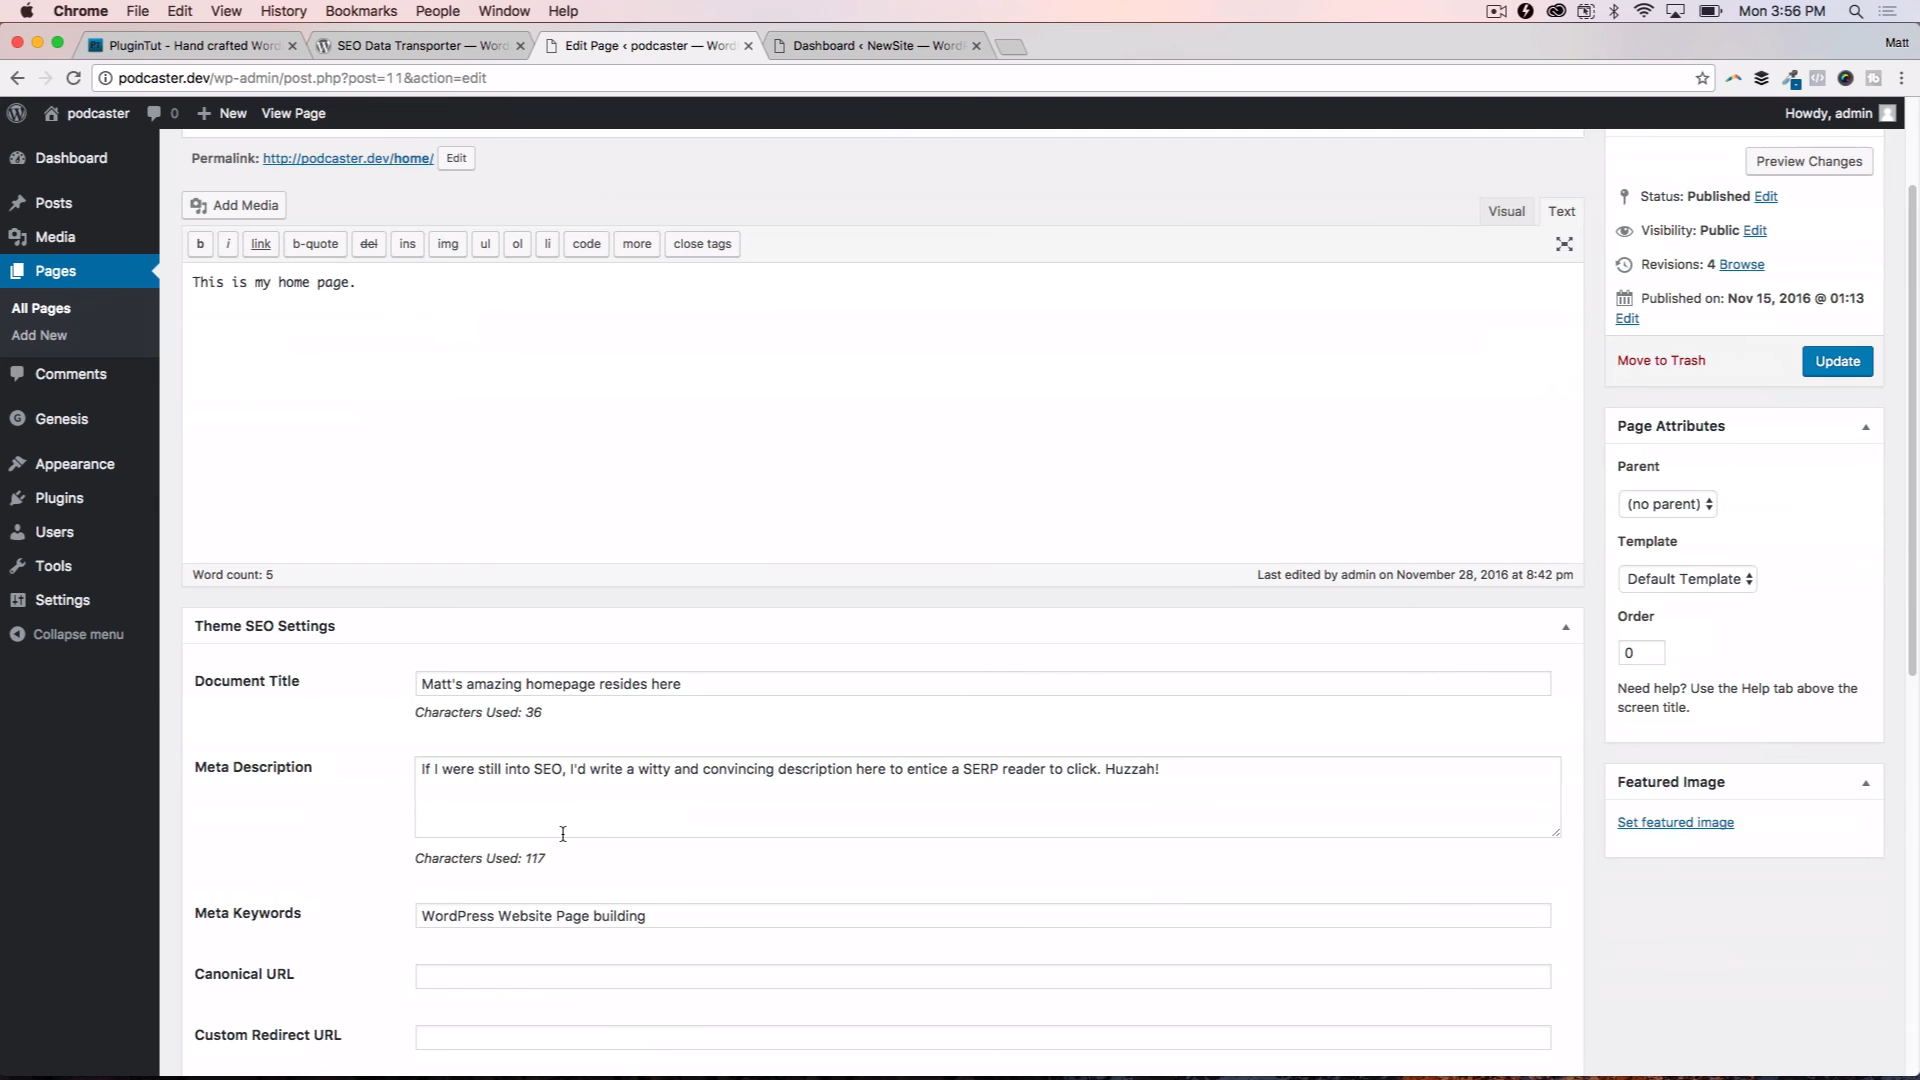 Chrome File Edit View History Bookmarks People Window Help Mon 3:56 PM
PluginTut - Hand crafted Word SEO Data Transporter — Word Edit Page ‹ podcaster — Word Dashboard ‹ NewSite — Word Matt
podcaster.dev/wp-admin/post.php?post=11&action=edit
podcaster 0 New View Page Howdy, admin
Dashboard
Posts
Media
Pages
All Pages
Add New
Comments
Genesis
Appearance
Plugins
Users
Tools
Settings
Collapse menu
Permalink: http://podcaster.dev/home/ Edit
Add Media
Visual Text
b i link b-quote del ins img ul ol li code more close tags
This is my home page.
Word count: 5 Last edited by admin on November 28, 2016 at 8:42 pm
Theme SEO Settings
Document Title Matt's amazing homepage resides here
Characters Used: 36
Meta Description If I were still into SEO, I'd write a witty and convincing description here to entice a SERP reader to click. Huzzah!
Characters Used: 117
Meta Keywords WordPress Website Page building
Canonical URL
Custom Redirect URL
Preview Changes
Status: Published Edit
Visibility: Public Edit
Revisions: 4 Browse
Published on: Nov 15, 2016 @ 01:13
Edit
Move to Trash Update
Page Attributes
Parent
(no parent)
Template
Default Template
Order
0
Need help? Use the Help tab above the
screen title.
Featured Image
Set featured image